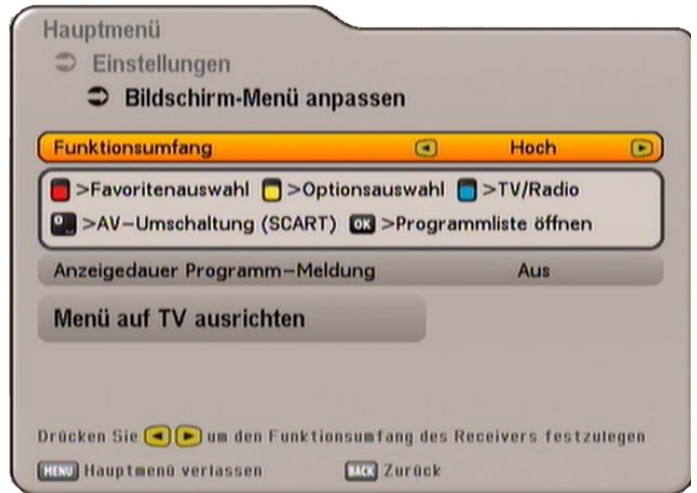 Hauptmenü
Einstellungen
Bildschirm-Menü anpassen
Funktionsumfang Hoch
>Favoritenauswahl >Optionsauswahl >TV/Radio
>AV-Umschaltung (SCART) OK >Programmliste öffnen
Anzeigedauer Programm-Meldung Aus
Menü auf TV ausrichten
Drücken Sie um den Funktionsumfang des Receivers festzulegen
MENU Hauptmenü verlassen BACK Zurück